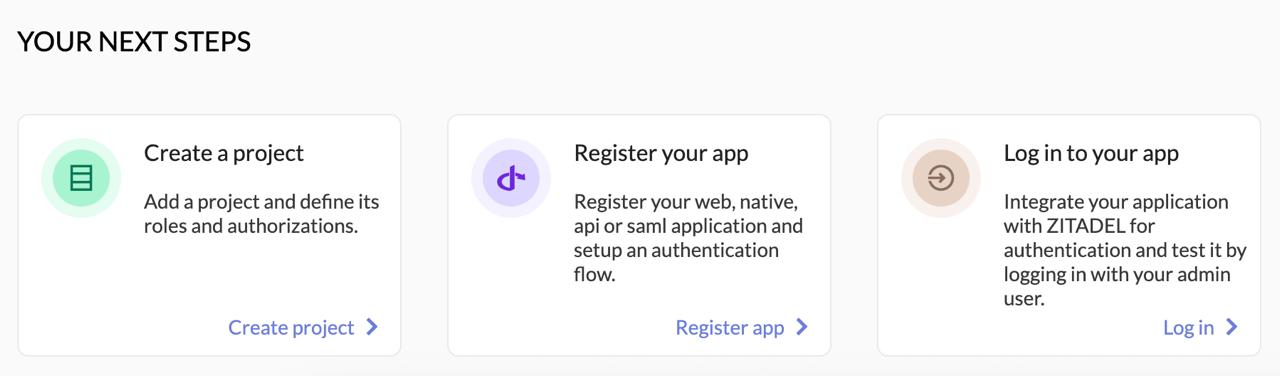 YOUR NEXT STEPS
Create a project
Add a project and define its
roles and authorizations.
Create project
Register your app
Register your web, native,
api or saml application and
setup an authentication
flow.
Register app
Log in to your app
Integrate your application
with ZITADEL for
authentication and test it by
logging in with your admin
user.
Log in